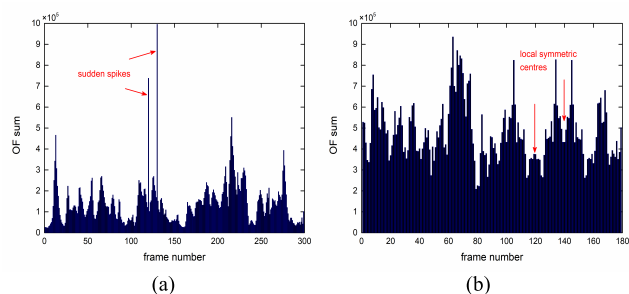 ×10⁵
10
9
8
7
6
5
4
3
2
1
0
OF sum
sudden spikes
0 50 100 150 200 250 300
frame number
(a)
×10⁵
10
9
8
7
6
5
4
3
2
1
0
OF sum
local symmetric
centres
0 20 40 60 80 100 120 140 160 180
frame number
(b)